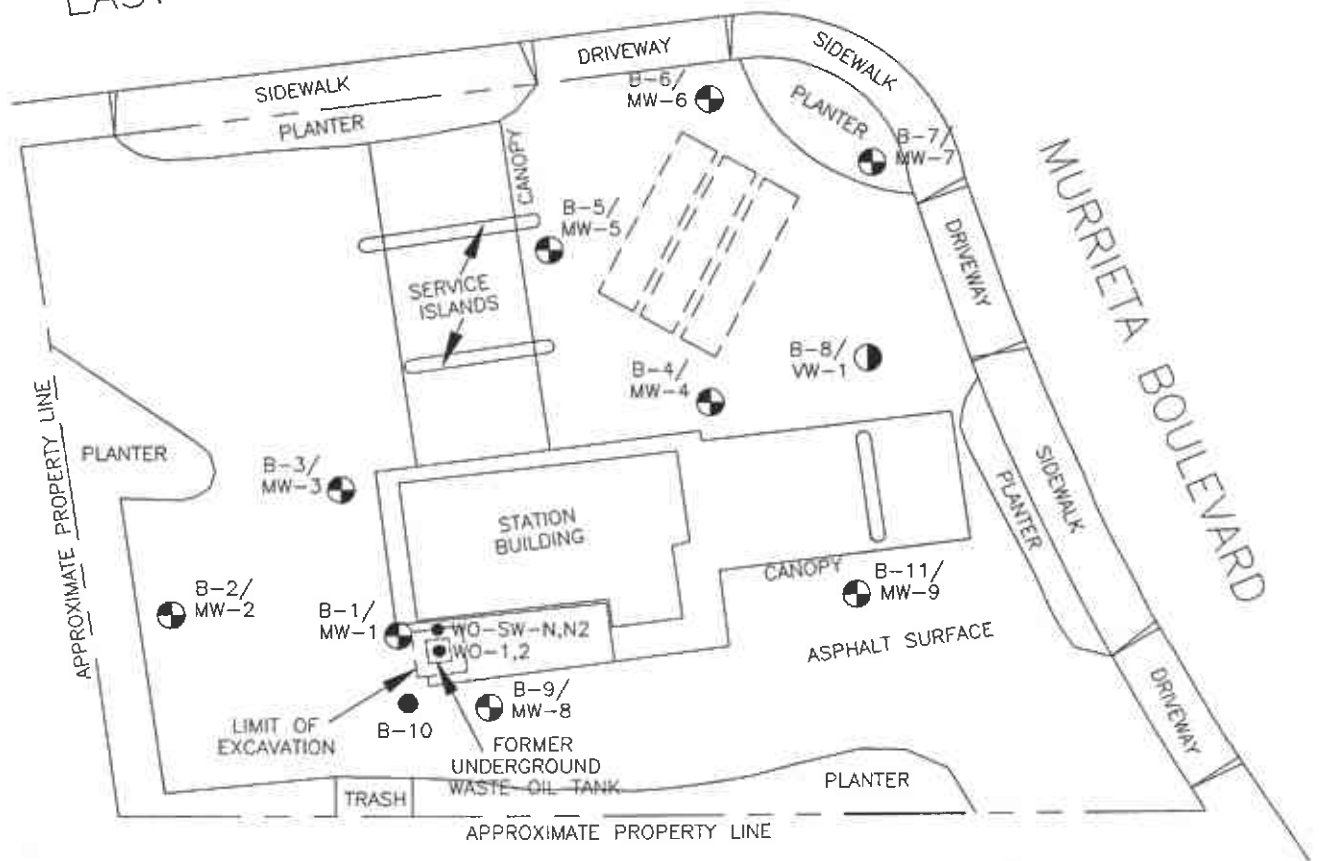 EAST
SIDEWALK
PLANTER
DRIVEWAY
SIDEWALK
PLANTER
B-6/
MW-6
B-7/
MW-7
CANOPY
B-5/
MW-5
SERVICE
ISLANDS
DRIVEWAY
MURRIETA BOULEVARD
B-8/
VW-1
B-4/
MW-4
APPROXIMATE PROPERTY LINE
PLANTER
B-3/
MW-3
STATION
BUILDING
SIDEWALK
PLANTER
CANOPY
B-11/
MW-9
ASPHALT SURFACE
B-2/
MW-2
B-1/
MW-1
WO-SW-N,N2
WO-1,2
B-9/
MW-8
B-10
LIMIT OF
EXCAVATION
FORMER
UNDERGROUND
WASTE-OIL TANK
DRIVEWAY
TRASH
PLANTER
APPROXIMATE PROPERTY LINE